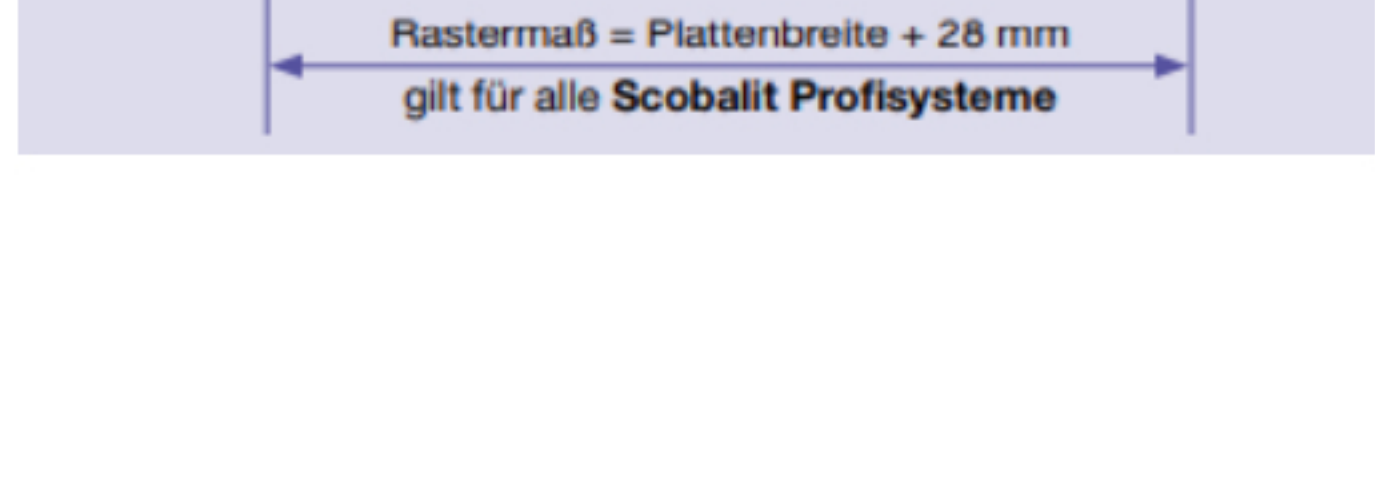 Rastermaß = Plattenbreite + 28 mm
gilt für alle Scobalit Profisysteme